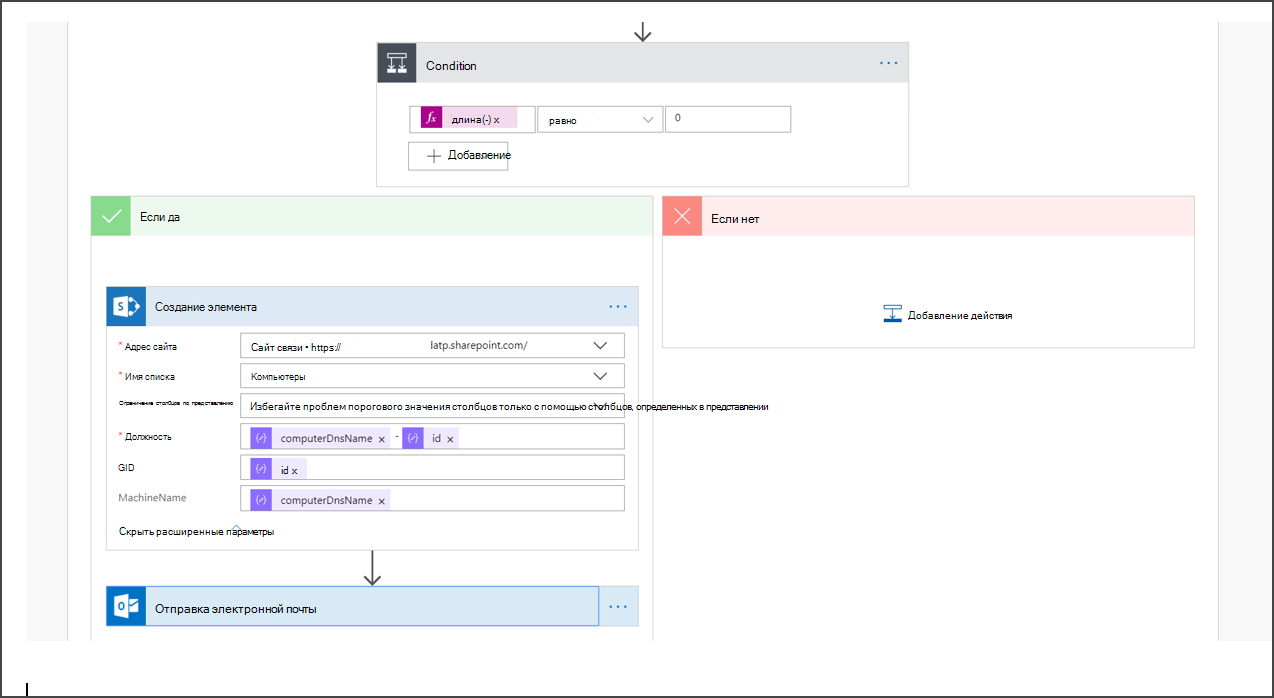 Condition
fx длина(-) x равно 0
Добавление
Если да
Если нет
Создание элемента
Добавление действия
* Адрес сайта Сайт связи • https:// latp.sharepoint.com/
* Имя списка Компьютеры
Ограничение столбцов по представлению Избегайте проблем порогового значения столбцов только с помощью столбцов, определенных в представлении
* Должность computerDnsName x - id x
GID id x
MachineName computerDnsName x
Скрыть расширенные параметры
Отправка электронной почты